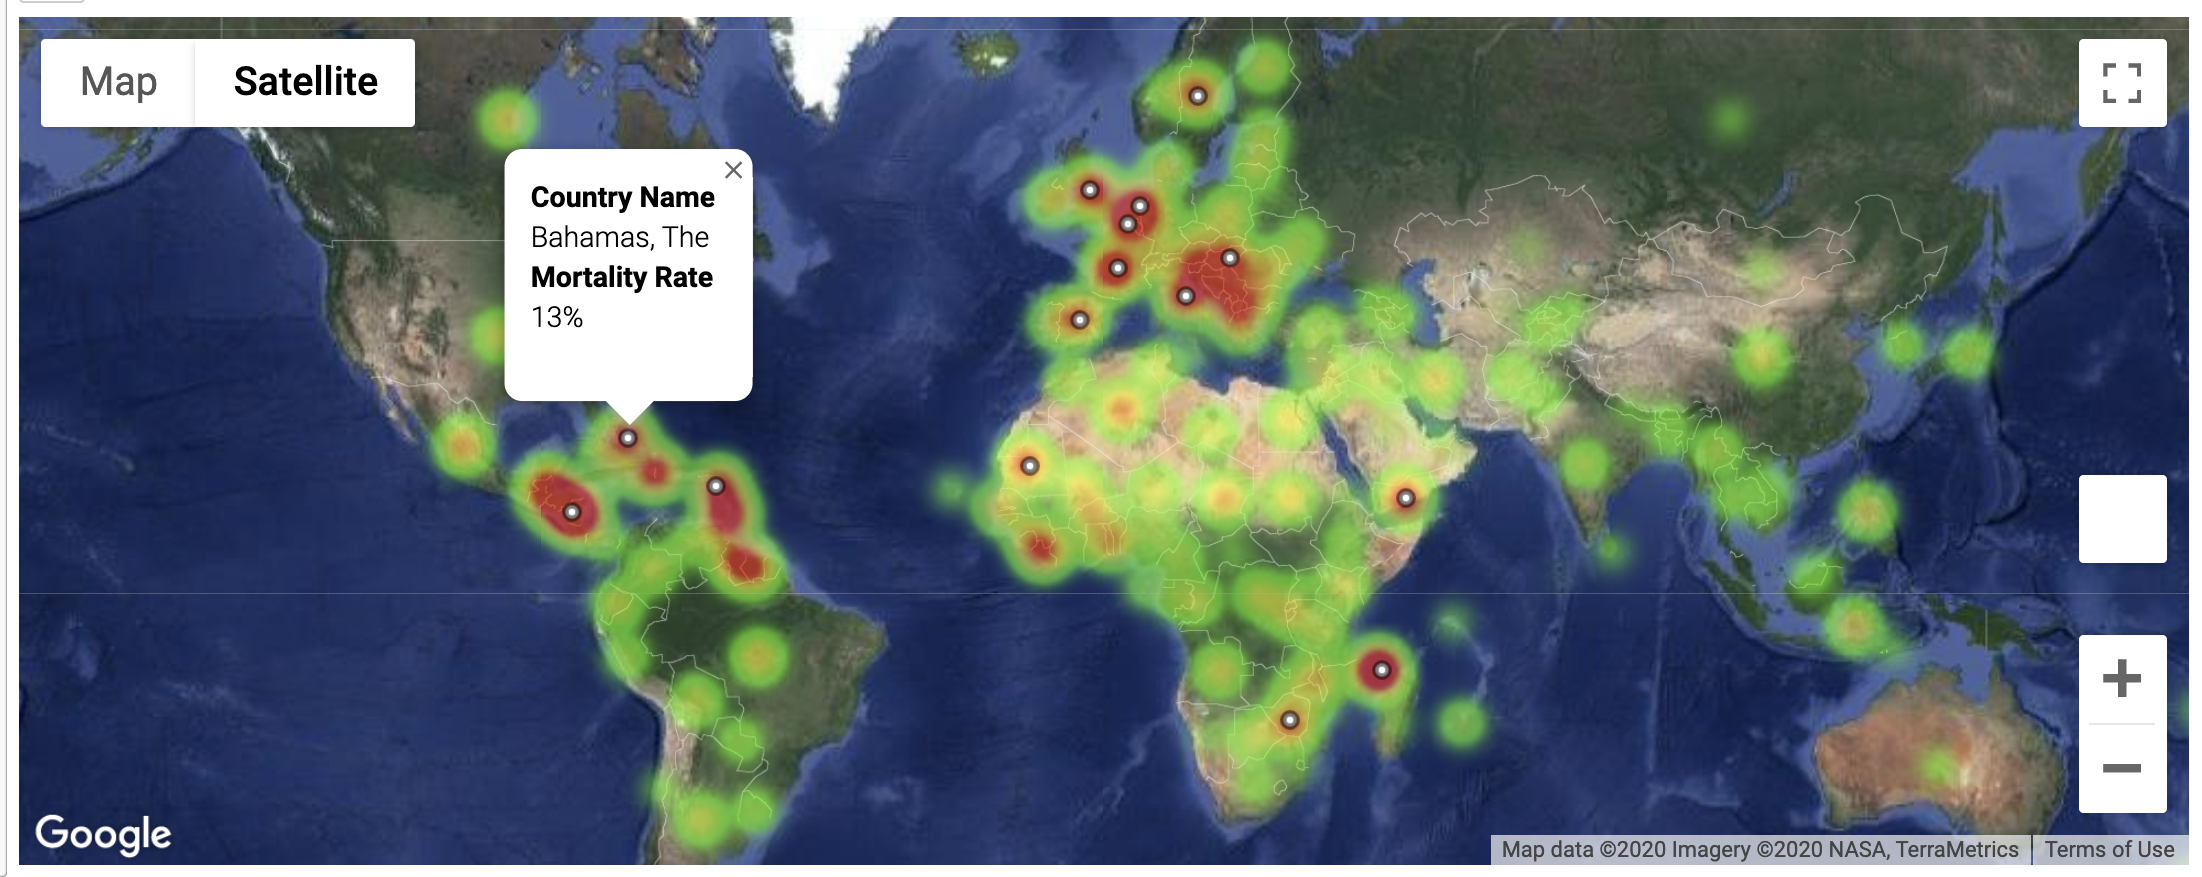 Map
Satellite
Country Name
Bahamas, The
Mortality Rate
13%
Google
Map data ©2020 Imagery ©2020 NASA, TerraMetrics
Terms of Use